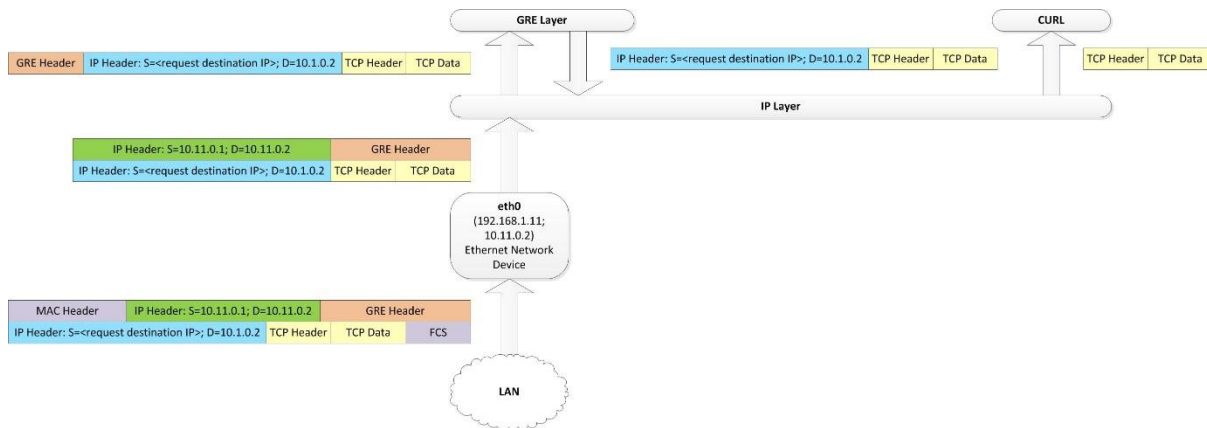 GRE Layer
CURL
GRE Header
IP Header: S=<request destination IP>; D=10.1.0.2
TCP Header
TCP Data
IP Header: S=<request destination IP>; D=10.1.0.2
TCP Header
TCP Data
TCP Header
TCP Data
IP Layer
IP Header: S=10.11.0.1; D=10.11.0.2
GRE Header
IP Header: S=<request destination IP>; D=10.1.0.2
TCP Header
TCP Data
eth0
(192.168.1.11;
10.11.0.2)
Ethernet Network
Device
MAC Header
IP Header: S=10.11.0.1; D=10.11.0.2
GRE Header
IP Header: S=<request destination IP>; D=10.1.0.2
TCP Header
TCP Data
FCS
LAN